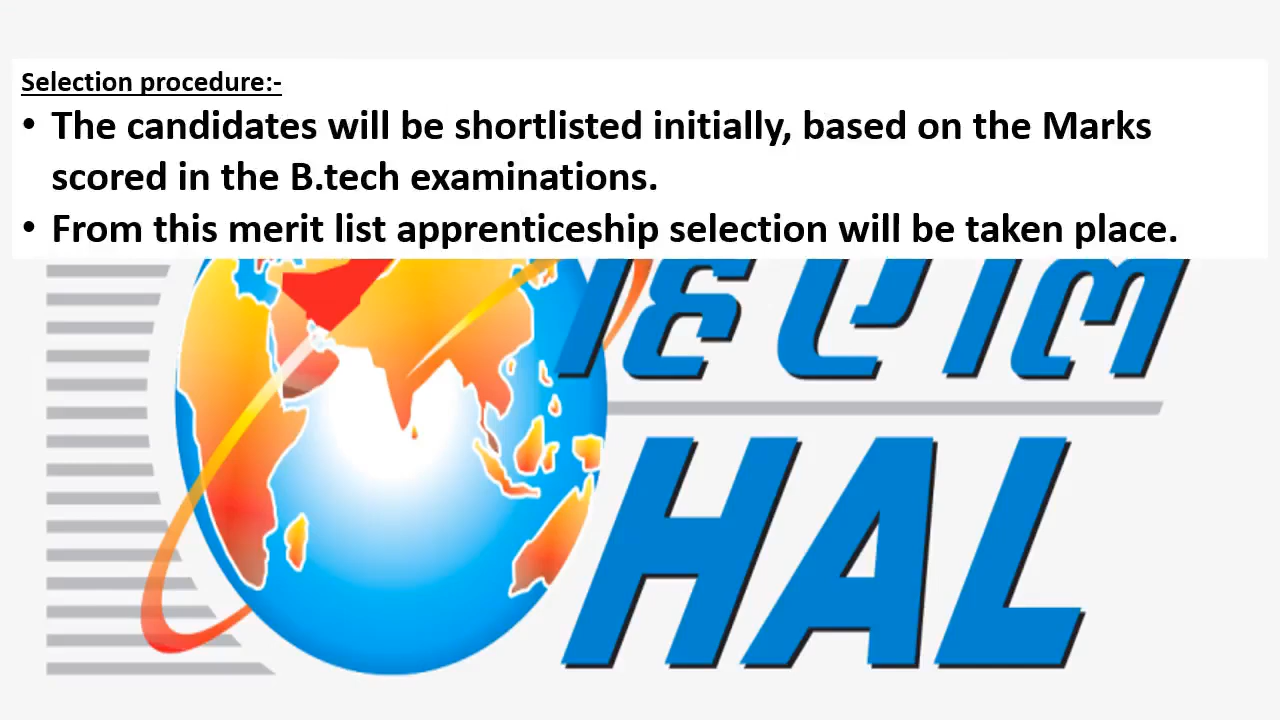 Selection procedure:-
• The candidates will be shortlisted initially, based on the Marks
scored in the B.tech examinations.
• From this merit list apprenticeship selection will be taken place.
एचएएल
HAL